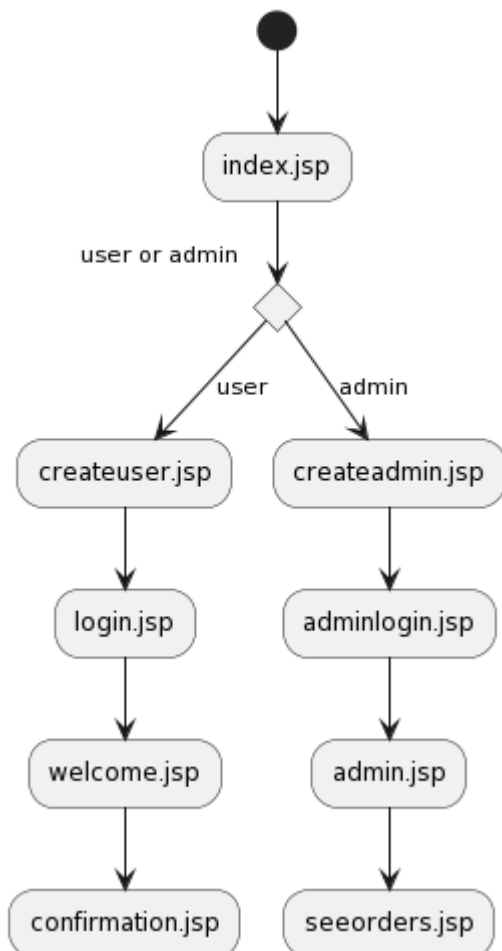 index.jsp
user or admin
user
admin
createuser.jsp
createadmin.jsp
login.jsp
adminlogin.jsp
welcome.jsp
admin.jsp
confirmation.jsp
seeorders.jsp